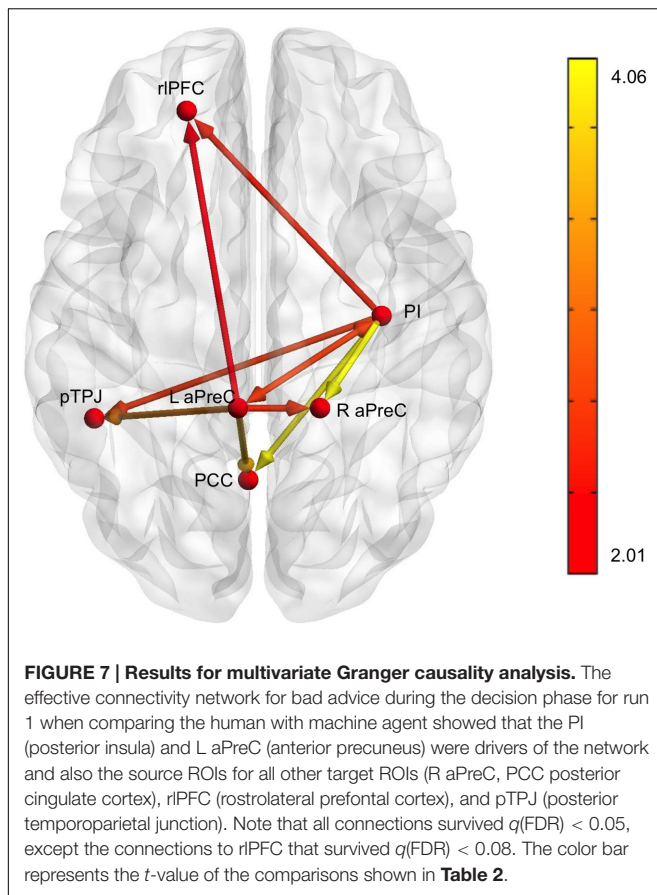 rlPFC
4.06
PI
pTPJ
L aPreC
R aPreC
PCC
2.01
FIGURE 7 | Results for multivariate Granger causality analysis. The
effective connectivity network for bad advice during the decision phase for run
1 when comparing the human with machine agent showed that the PI
(posterior insula) and L aPreC (anterior precuneus) were drivers of the network
and also the source ROIs for all other target ROIs (R aPreC, PCC posterior
cingulate cortex), rlPFC (rostrolateral prefontal cortex), and pTPJ (posterior
temporoparietal junction). Note that all connections survived q(FDR) < 0.05,
except the connections to rlPFC that survived q(FDR) < 0.08. The color bar
represents the t-value of the comparisons shown in Table 2.